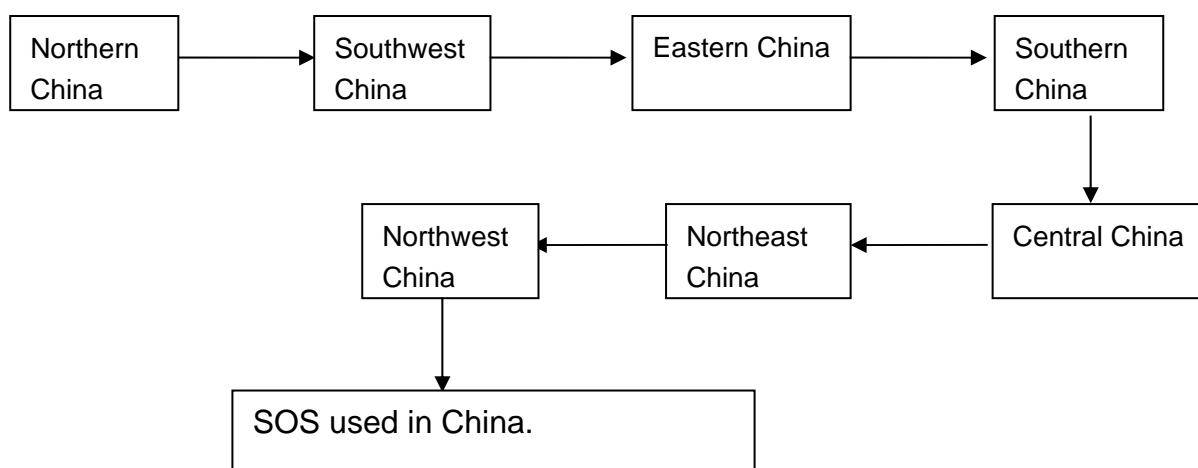 Northern
China
Southwest
China
Eastern China
Southern
China
Central China
Northeast
China
Northwest
China
SOS used in China.